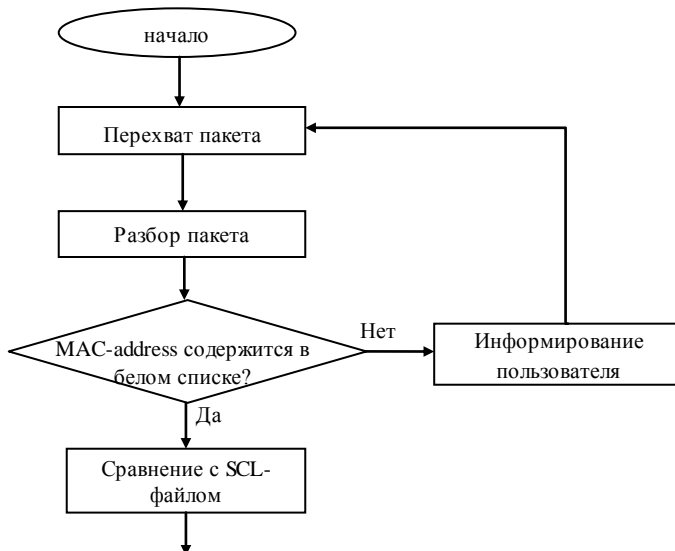 начало
Перехват пакета
Разбор пакета
MAC-address содержится в
белом списке?
Нет
Информирование
пользователя
Да
Сравнение с SCL-
файлом